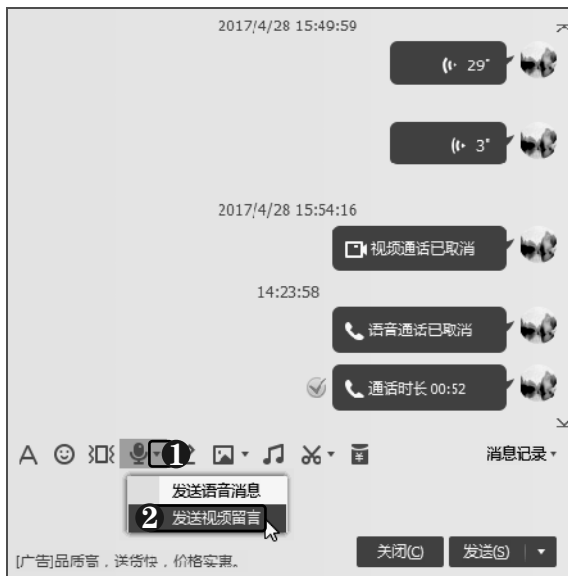 2017/4/28 15:49:59
29"
3"
2017/4/28 15:54:16
视频通话已取消
14:23:58
语音通话已取消
通话时长 00:52
A 1 消息记录
发送语音消息
2 发送视频留言
关闭(C) 发送(S)
[广告]品质高，送货快，价格实惠。